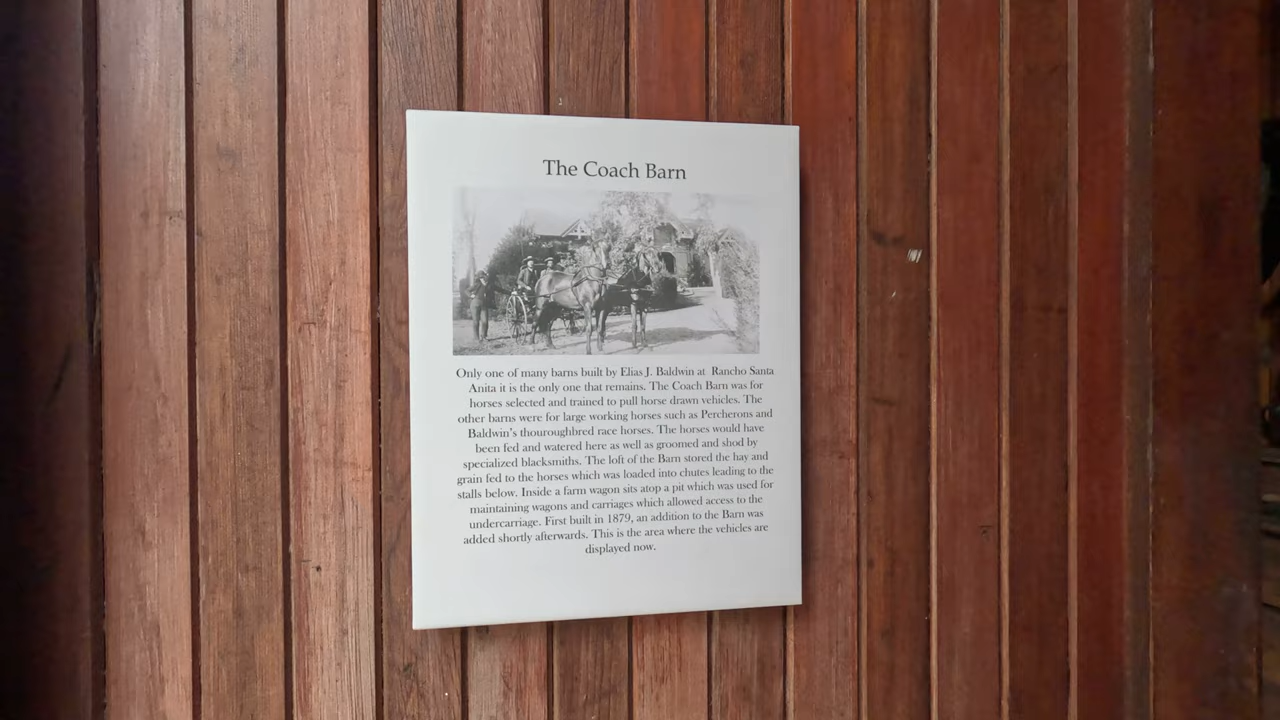 The Coach Barn
Only one of many barns built by Elias J. Baldwin at Rancho Santa
Anita it is the only one that remains. The Coach Barn was for
horses selected and trained to pull horse drawn vehicles. The
other barns were for large working horses such as Percherons and
Baldwin's thouroughbred race horses. The horses would have
been fed and watered here as well as groomed and shod by
specialized blacksmiths. The loft of the Barn stored the hay and
grain fed to the horses which was loaded into chutes leading to the
stalls below. Inside a farm wagon sits atop a pit which was used for
maintaining wagons and carriages which allowed access to the
undercarriage. First built in 1879, an addition to the Barn was
added shortly afterwards. This is the area where the vehicles are
displayed now.